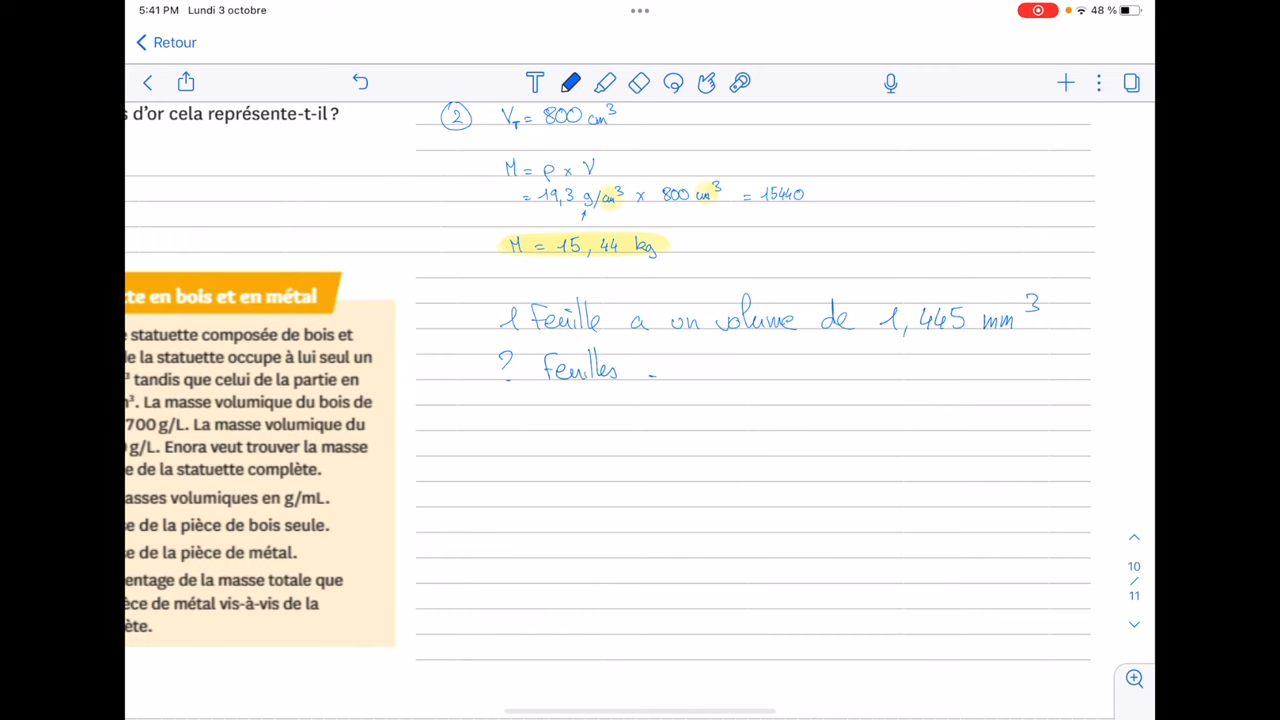 5:41 PM Lundi 3 octobre
48 %
Retour
s d'or cela représente-t-il ?
② V_T = 800 cm³
M = ρ × V
= 19,3 g/cm³ × 800 cm³ = 15440
M = 15,44 kg
1 Feuille a un volume de 1,445 mm³
? Feuilles -
te en bois et en métal
statuette composée de bois et
le la statuette occupe à lui seul un
³ tandis que celui de la partie en
n³. La masse volumique du bois de
700 g/L. La masse volumique du
g/L. Enora veut trouver la masse
e de la statuette complète.
asses volumiques en g/mL.
e de la pièce de bois seule.
e de la pièce de métal.
entage de la masse totale que
èce de métal vis-à-vis de la
ète.
10
/
11